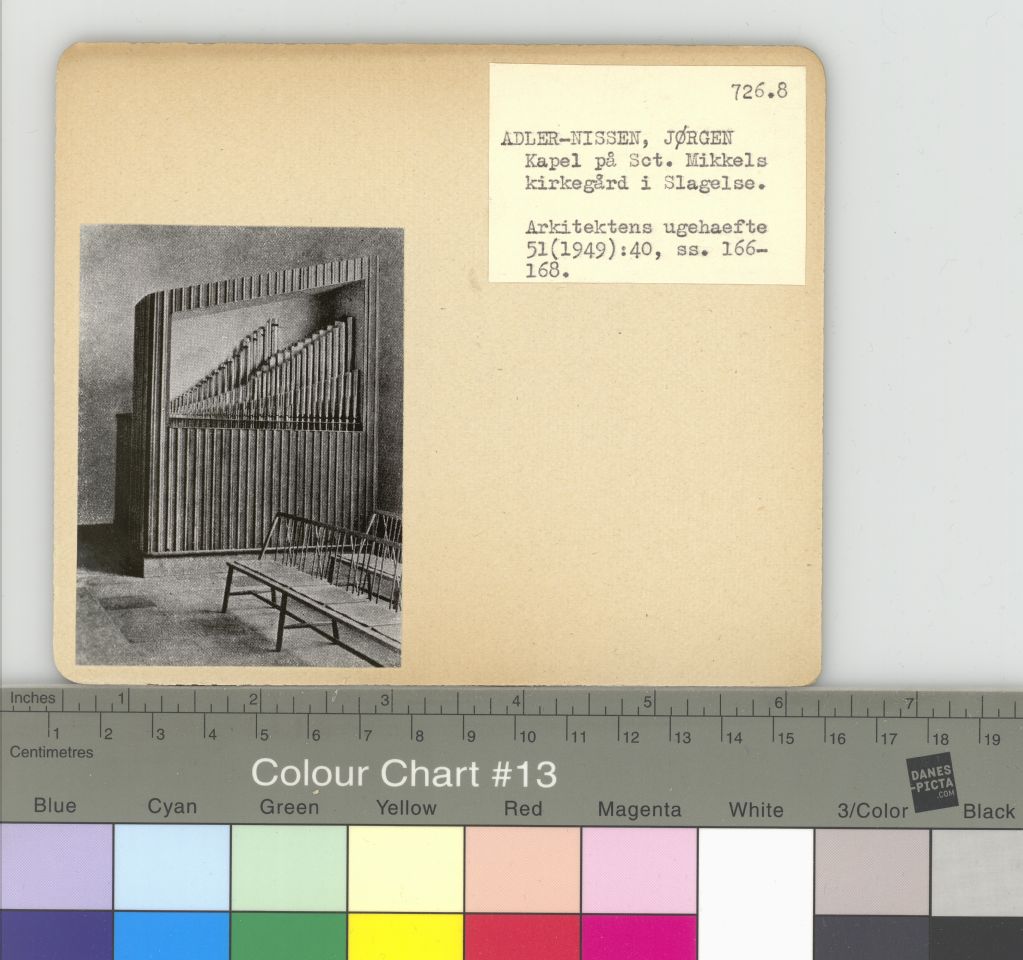 726.8
ADLER-NISSEN, JØRGEN
Kapel på Sct. Mikkels
kirkegård i Slagelse.
Arkitektens ugehaefte
51(1949):40, ss. 166-
168.
Inches 1 2 3 4 5 6 7
1 2 3 4 5 6 7 8 9 10 11 12 13 14 15 16 17 18 19
Centimetres
Colour Chart #13
DANES
-PICTA
.COM
Blue Cyan Green Yellow Red Magenta White 3/Color Black